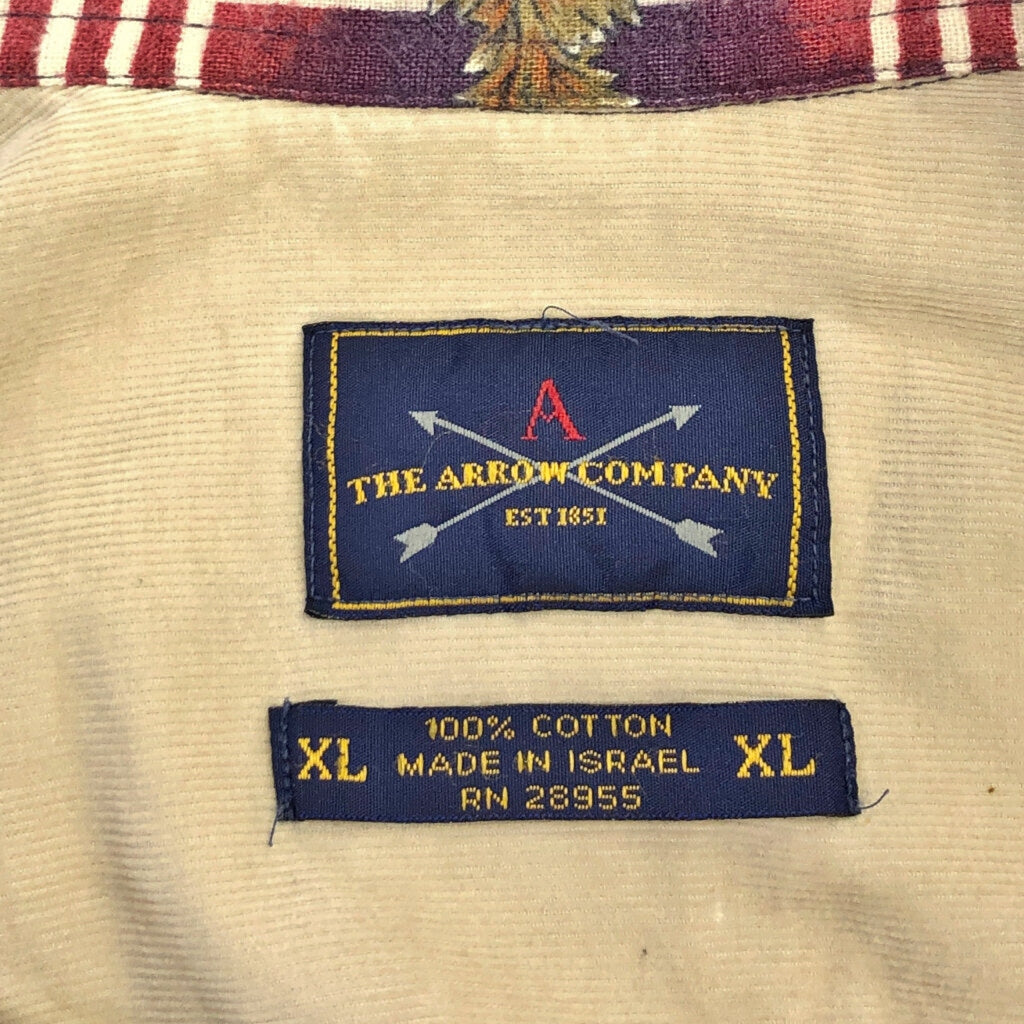 A
THE ARROW COMPANY
EST 1851
XL 100% COTTON XL
MADE IN ISRAEL
RN 28955